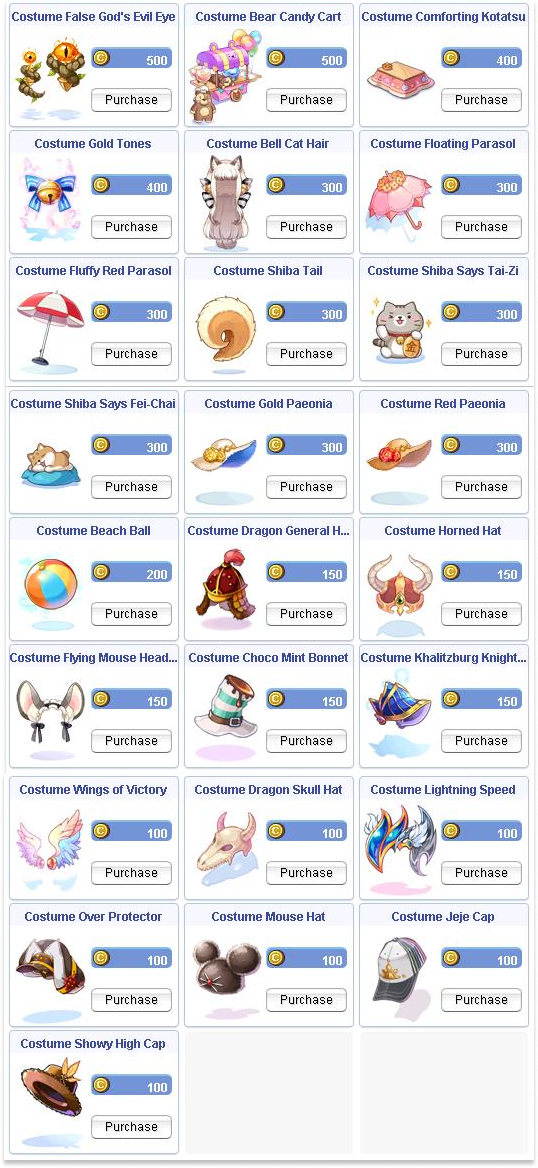 Costume False God's Evil Eye
C 500
Purchase
Costume Bear Candy Cart
C 500
Purchase
Costume Comforting Kotatsu
C 400
Purchase
Costume Gold Tones
C 400
Purchase
Costume Bell Cat Hair
C 300
Purchase
Costume Floating Parasol
C 300
Purchase
Costume Fluffy Red Parasol
C 300
Purchase
Costume Shiba Tail
C 300
Purchase
Costume Shiba Says Tai-Zi
金
C 300
Purchase
Costume Shiba Says Fei-Chai
C 300
Purchase
Costume Gold Paeonia
C 300
Purchase
Costume Red Paeonia
C 300
Purchase
Costume Beach Ball
C 200
Purchase
Costume Dragon General H...
C 150
Purchase
Costume Horned Hat
C 150
Purchase
Costume Flying Mouse Head...
C 150
Purchase
Costume Choco Mint Bonnet
C 150
Purchase
Costume Khalitzburg Knight...
C 150
Purchase
Costume Wings of Victory
C 100
Purchase
Costume Dragon Skull Hat
C 100
Purchase
Costume Lightning Speed
C 100
Purchase
Costume Over Protector
C 100
Purchase
Costume Mouse Hat
C 100
Purchase
Costume Jeje Cap
C 100
Purchase
Costume Showy High Cap
C 100
Purchase